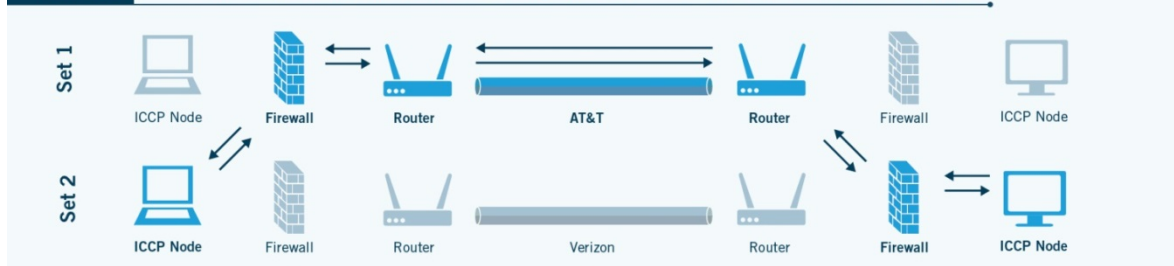 Set 1
ICCP Node Firewall Router AT&T Router Firewall ICCP Node
Set 2
ICCP Node Firewall Router Verizon Router Firewall ICCP Node